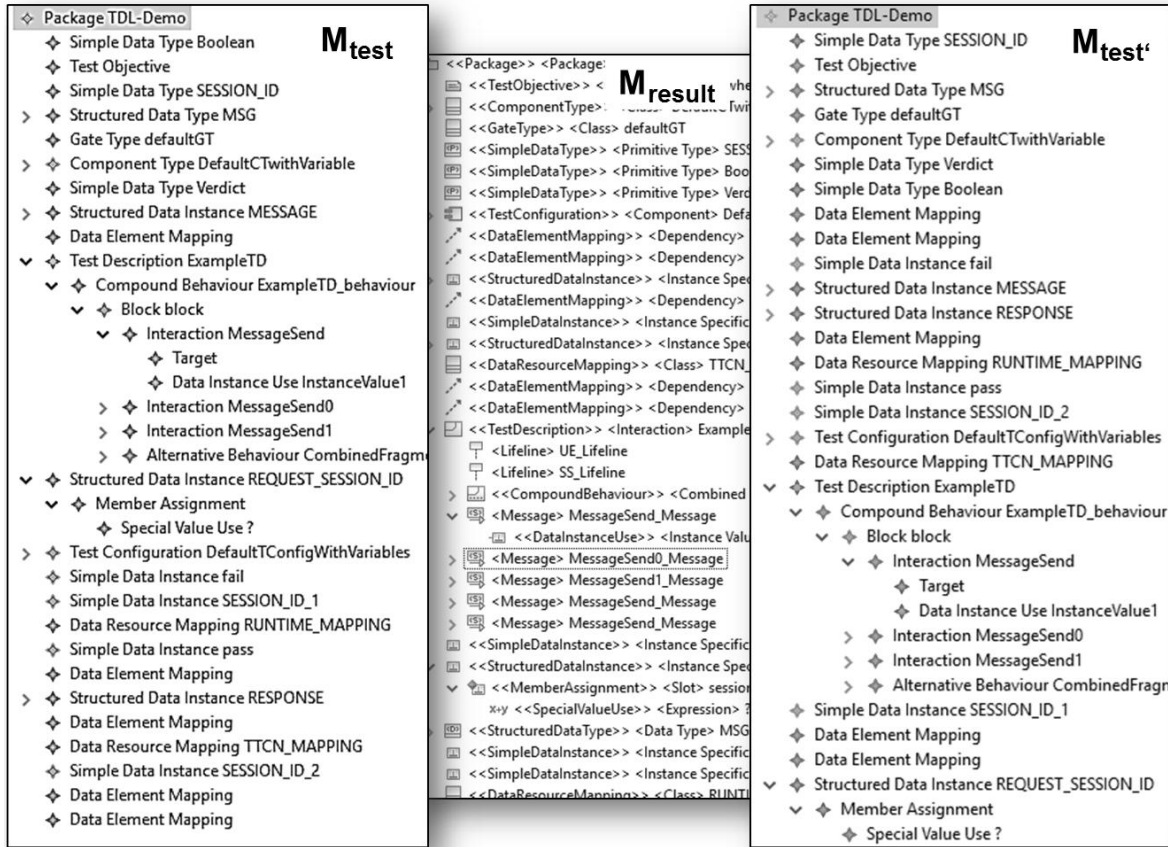 Package TDL-Demo
Simple Data Type Boolean
M_test
Test Objective
Simple Data Type SESSION_ID
Structured Data Type MSG
Gate Type defaultGT
Component Type DefaultCTwithVariable
Simple Data Type Verdict
Structured Data Instance MESSAGE
Data Element Mapping
Test Description ExampleTD
Compound Behaviour ExampleTD_behaviour
Block block
Interaction MessageSend
Target
Data Instance Use InstanceValue1
Interaction MessageSend0
Interaction MessageSend1
Alternative Behaviour CombinedFragme
Structured Data Instance REQUEST_SESSION_ID
Member Assignment
Special Value Use ?
Test Configuration DefaultTConfigWithVariables
Simple Data Instance fail
Simple Data Instance SESSION_ID_1
Data Resource Mapping RUNTIME_MAPPING
Simple Data Instance pass
Data Element Mapping
Structured Data Instance RESPONSE
Data Element Mapping
Data Resource Mapping TTCN_MAPPING
Simple Data Instance SESSION_ID_2
Data Element Mapping
Data Element Mapping
<<Package>> <Package>
M_result
<<TestObjective>> <
<<ComponentType>>
<<GateType>> <Class> defaultGT
<<SimpleDataType>> <Primitive Type> SES
<<SimpleDataType>> <Primitive Type> Boo
<<SimpleDataType>> <Primitive Type> Verd
<<TestConfiguration>> <Component> Defa
<<DataElementMapping>> <Dependency>
<<DataElementMapping>> <Dependency>
<<StructuredDataInstance>> <Instance Spec
<<DataElementMapping>> <Dependency>
<<SimpleDataInstance>> <Instance Specific
<<StructuredDataInstance>> <Instance Spec
<<DataResourceMapping>> <Class> TTCN_
<<DataElementMapping>> <Dependency>
<<DataElementMapping>> <Dependency>
<<TestDescription>> <Interaction> Example
<Lifeline> UE_Lifeline
<Lifeline> SS_Lifeline
<<CompoundBehaviour>> <Combined
<Message> MessageSend_Message
<<DataInstanceUse>> <Instance Valu
<Message> MessageSend0_Message
<Message> MessageSend1_Message
<Message> MessageSend_Message
<Message> MessageSend_Message
<<SimpleDataInstance>> <Instance Specific
<<StructuredDataInstance>> <Instance Spec
<<MemberAssignment>> <Slot> session
x+y <<SpecialValueUse>> <Expression> ?
<<StructuredDataType>> <Data Type> MSG
<<SimpleDataInstance>> <Instance Specific
<<SimpleDataInstance>> <Instance Specific
<<DataResourceMapping>> <Class> RUNTI
Package TDL-Demo
Simple Data Type SESSION_ID
M_test‘
Test Objective
Structured Data Type MSG
Gate Type defaultGT
Component Type DefaultCTwithVariable
Simple Data Type Verdict
Simple Data Type Boolean
Data Element Mapping
Data Element Mapping
Simple Data Instance fail
Structured Data Instance MESSAGE
Structured Data Instance RESPONSE
Data Element Mapping
Data Resource Mapping RUNTIME_MAPPING
Simple Data Instance pass
Simple Data Instance SESSION_ID_2
Test Configuration DefaultTConfigWithVariables
Data Resource Mapping TTCN_MAPPING
Test Description ExampleTD
Compound Behaviour ExampleTD_behaviour
Block block
Interaction MessageSend
Target
Data Instance Use InstanceValue1
Interaction MessageSend0
Interaction MessageSend1
Alternative Behaviour CombinedFragn
Simple Data Instance SESSION_ID_1
Data Element Mapping
Data Element Mapping
Structured Data Instance REQUEST_SESSION_ID
Member Assignment
Special Value Use ?